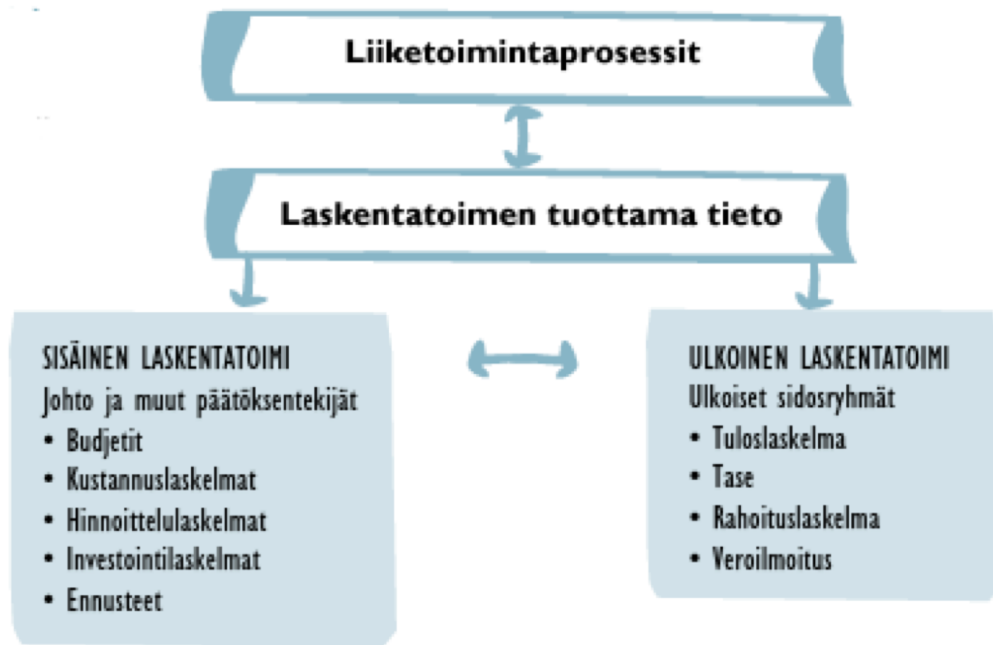 Liiketoimintaprosessit
Laskentatoimen tuottama tieto
SISÄINEN LASKENTATOIMI
Johto ja muut päätöksentekijät
• Budjetit
• Kustannuslaskelmat
• Hinnoittelulaskelmat
• Investointilaskelmat
• Ennusteet
ULKOINEN LASKENTATOIMI
Ulkoiset sidosryhmät
• Tuloslaskelma
• Tase
• Rahoituslaskelma
• Veroilmoitus